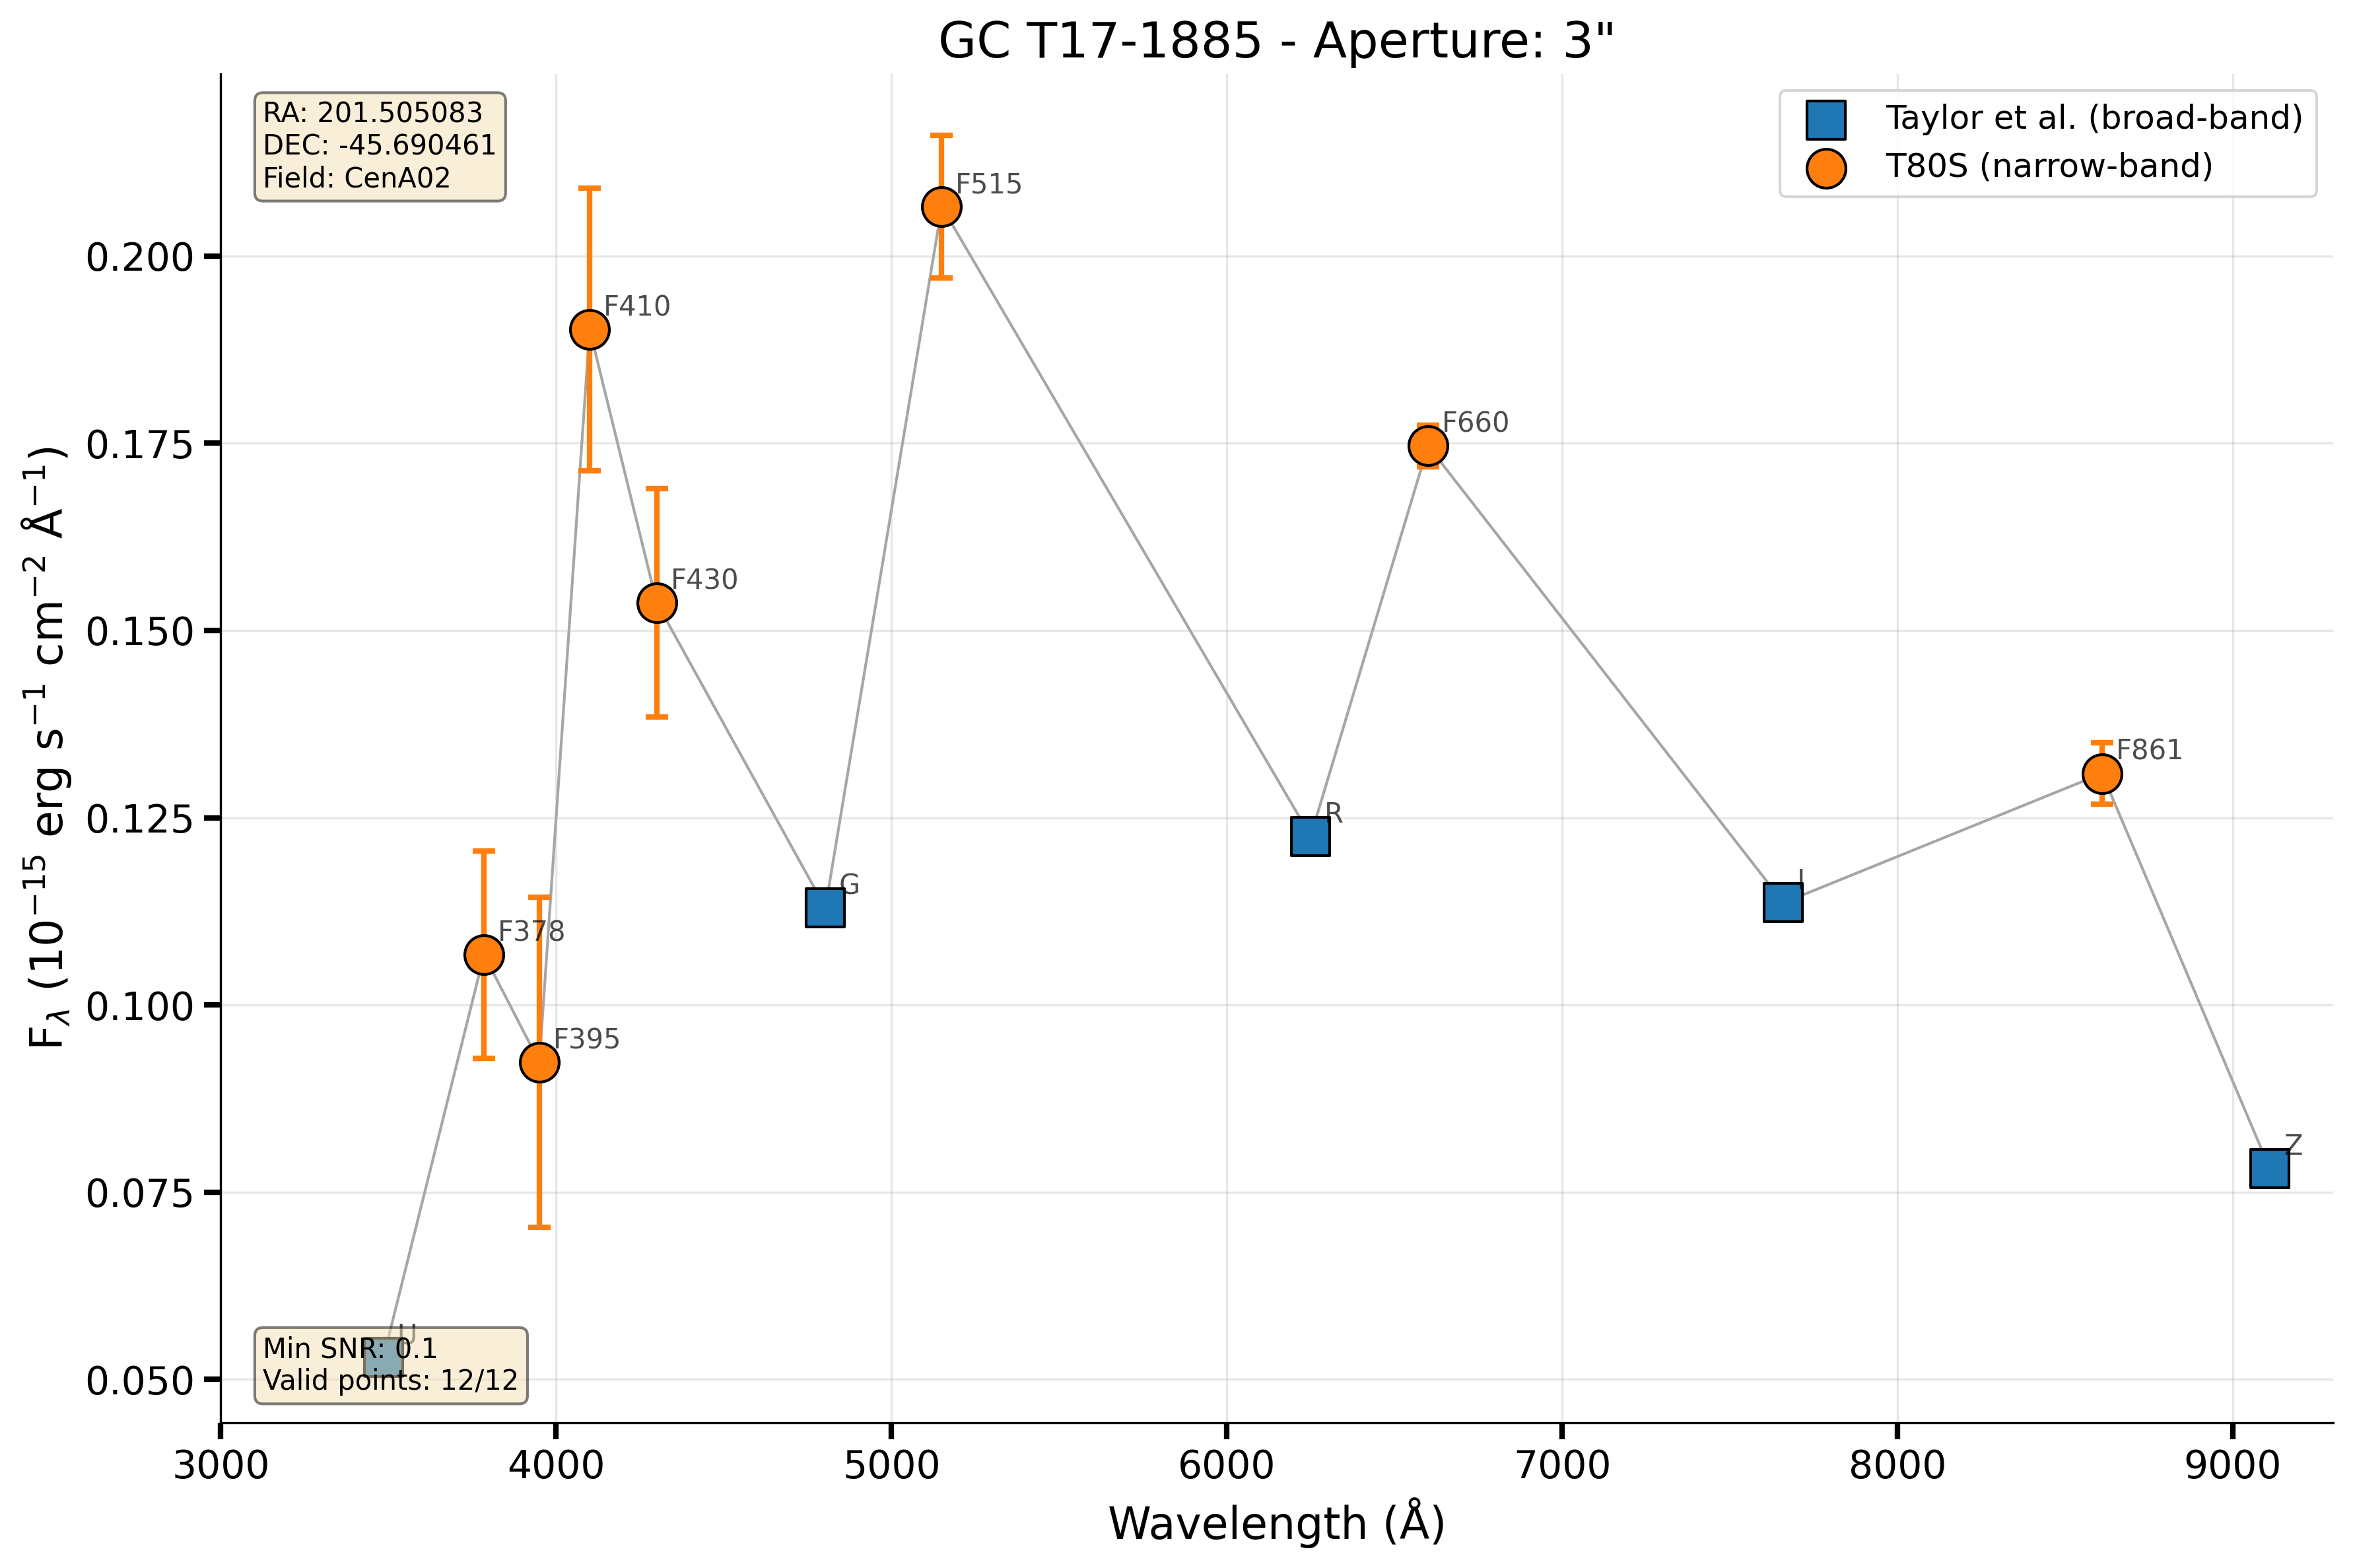 GC T17-1885 - Aperture: 3"
RA: 201.505083
DEC: -45.690461
Field: CenA02
Taylor et al. (broad-band)
T80S (narrow-band)
F515
F410
F430
F660
F861
F378
F395
G
R
I
Z
U
Min SNR: 0.1
Valid points: 12/12
F$_{λ}$ (10$^{−15}$ erg s$^{−1}$ cm$^{−2}$ Å$^{−1}$)
0.200
0.175
0.150
0.125
0.100
0.075
0.050
3000 4000 5000 6000 7000 8000 9000
Wavelength (Å)